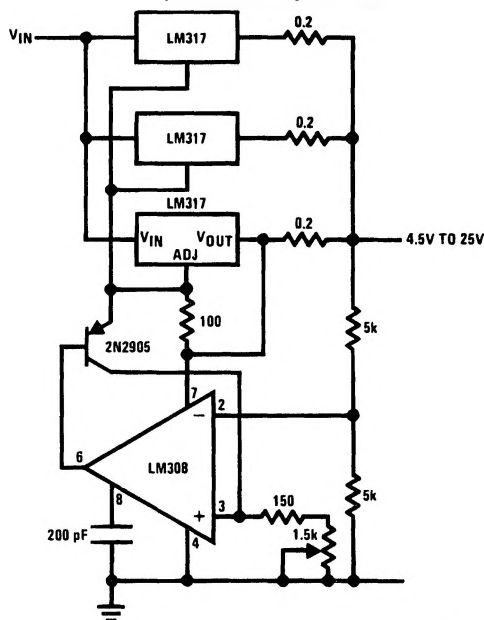 0.2
VIN
LM317
0.2
LM317
LM317
0.2
VIN VOUT
ADJ
4.5V TO 25V
100
5k
2N2905
7
2
−
6
LM308
8
+
3
150
5k
1.5k
4
200 pF